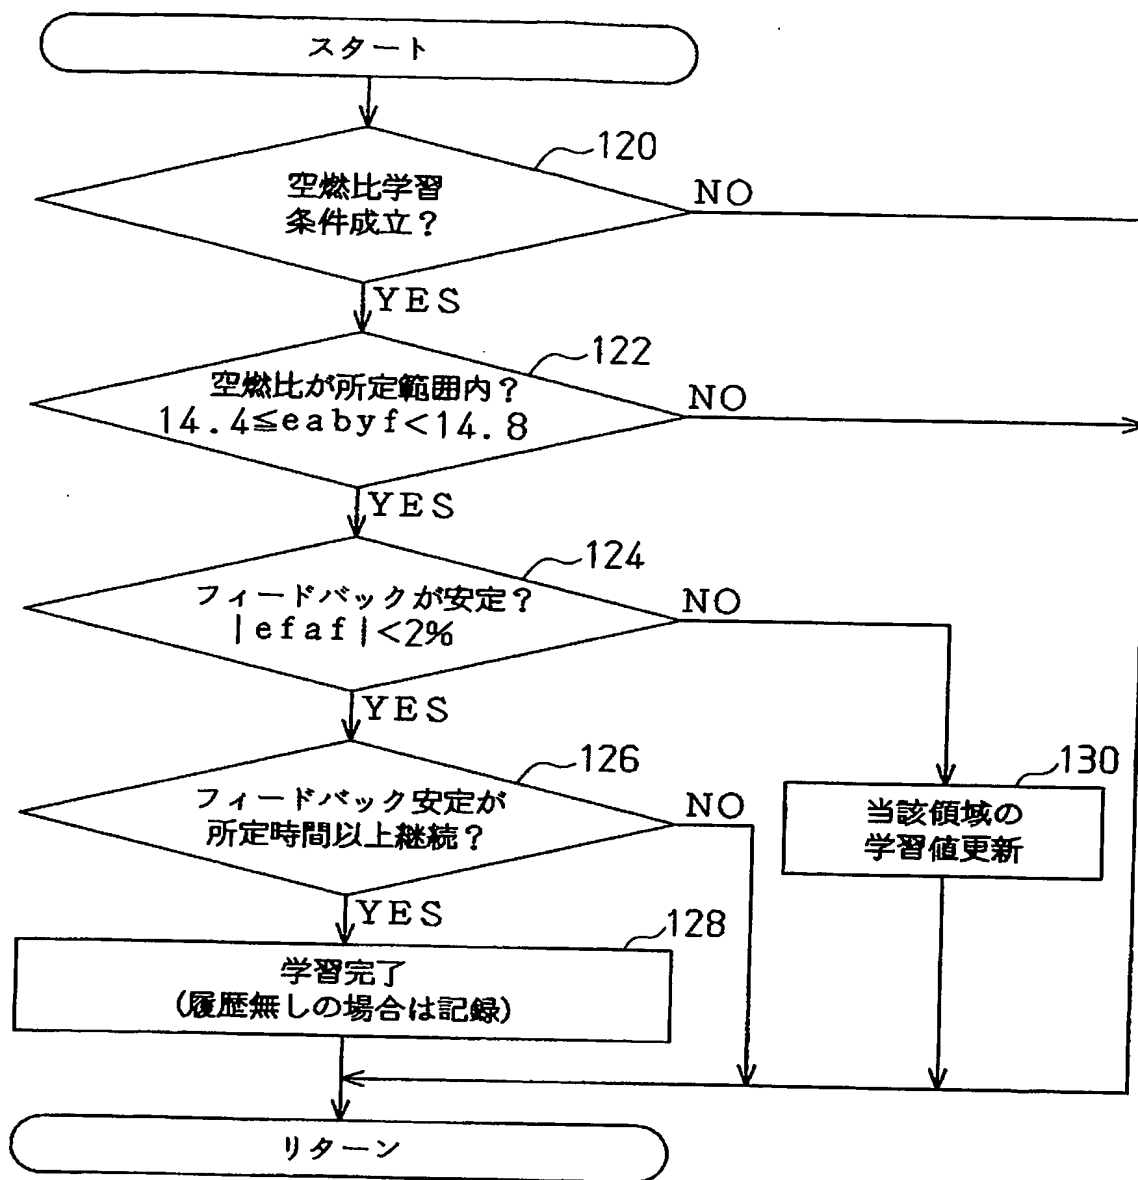 スタート
120
空燃比学習
条件成立?
NO
YES
122
空燃比が所定範囲内?
14.4≦eabyf<14.8
NO
YES
124
フィードバックが安定?
|efaf|<2%
NO
YES
126
フィードバック安定が
所定時間以上継続?
NO
130
当該領域の
学習値更新
YES
128
学習完了
(履歴無しの場合は記録)
リターン